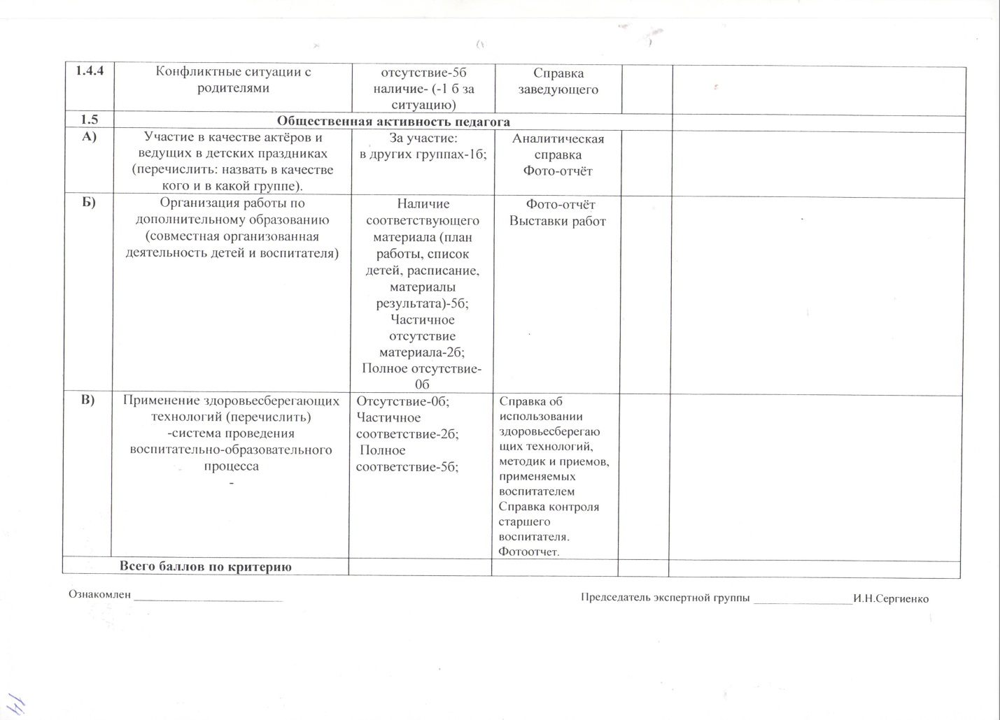 1.4.4
Конфликтные ситуации с
родителями
отсутствие-5б
наличие- (-1 б за
ситуацию)
Справка
заведующего
1.5
Общественная активность педагога
А)
Участие в качестве актёров и
ведущих в детских праздниках
(перечислить: назвать в качестве
кого и в какой группе).
За участие:
в других группах-1б;
Аналитическая
справка
Фото-отчёт
Б)
Организация работы по
дополнительному образованию
(совместная организованная
деятельность детей и воспитателя)
Наличие
соответствующего
материала (план
работы, список
детей, расписание,
материалы
результата)-5б;
Частичное
отсутствие
материала-2б;
Полное отсутствие-
0б
Фото-отчёт
Выставки работ
В)
Применение здоровьесберегающих
технологий (перечислить)
-система проведения
воспитательно-образовательного
процесса
-
Отсутствие-0б;
Частичное
соответствие-2б;
Полное
соответствие-5б;
Справка об
использовании
здоровьесберегаю
щих технологий,
методик и приемов,
применяемых
воспитателем
Справка контроля
старшего
воспитателя.
Фотоотчет.
Всего баллов по критерию
Ознакомлен ______________________
Председатель экспертной группы _________________И.Н.Сергиенко
14